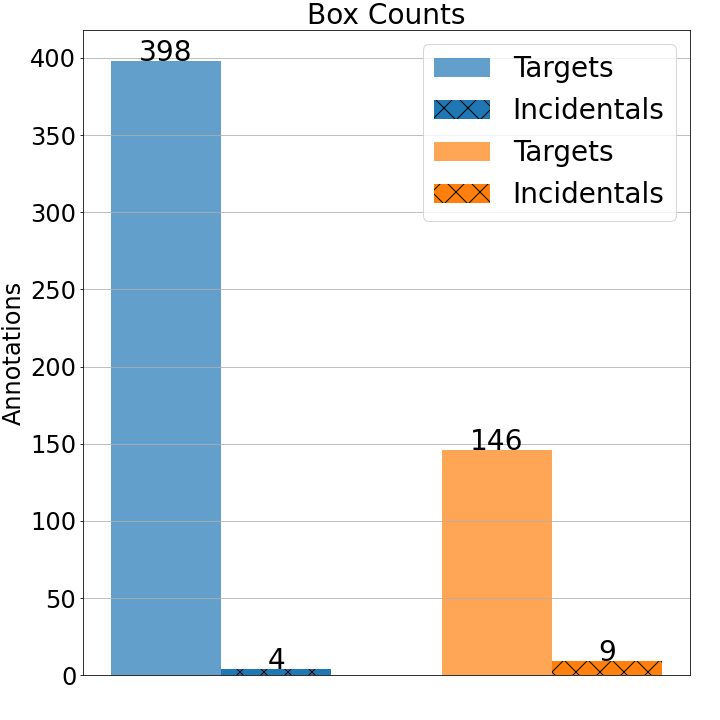 Box Counts
Annotations
400
350
300
250
200
150
100
50
0
398
4
146
9
Targets
Incidentals
Targets
Incidentals